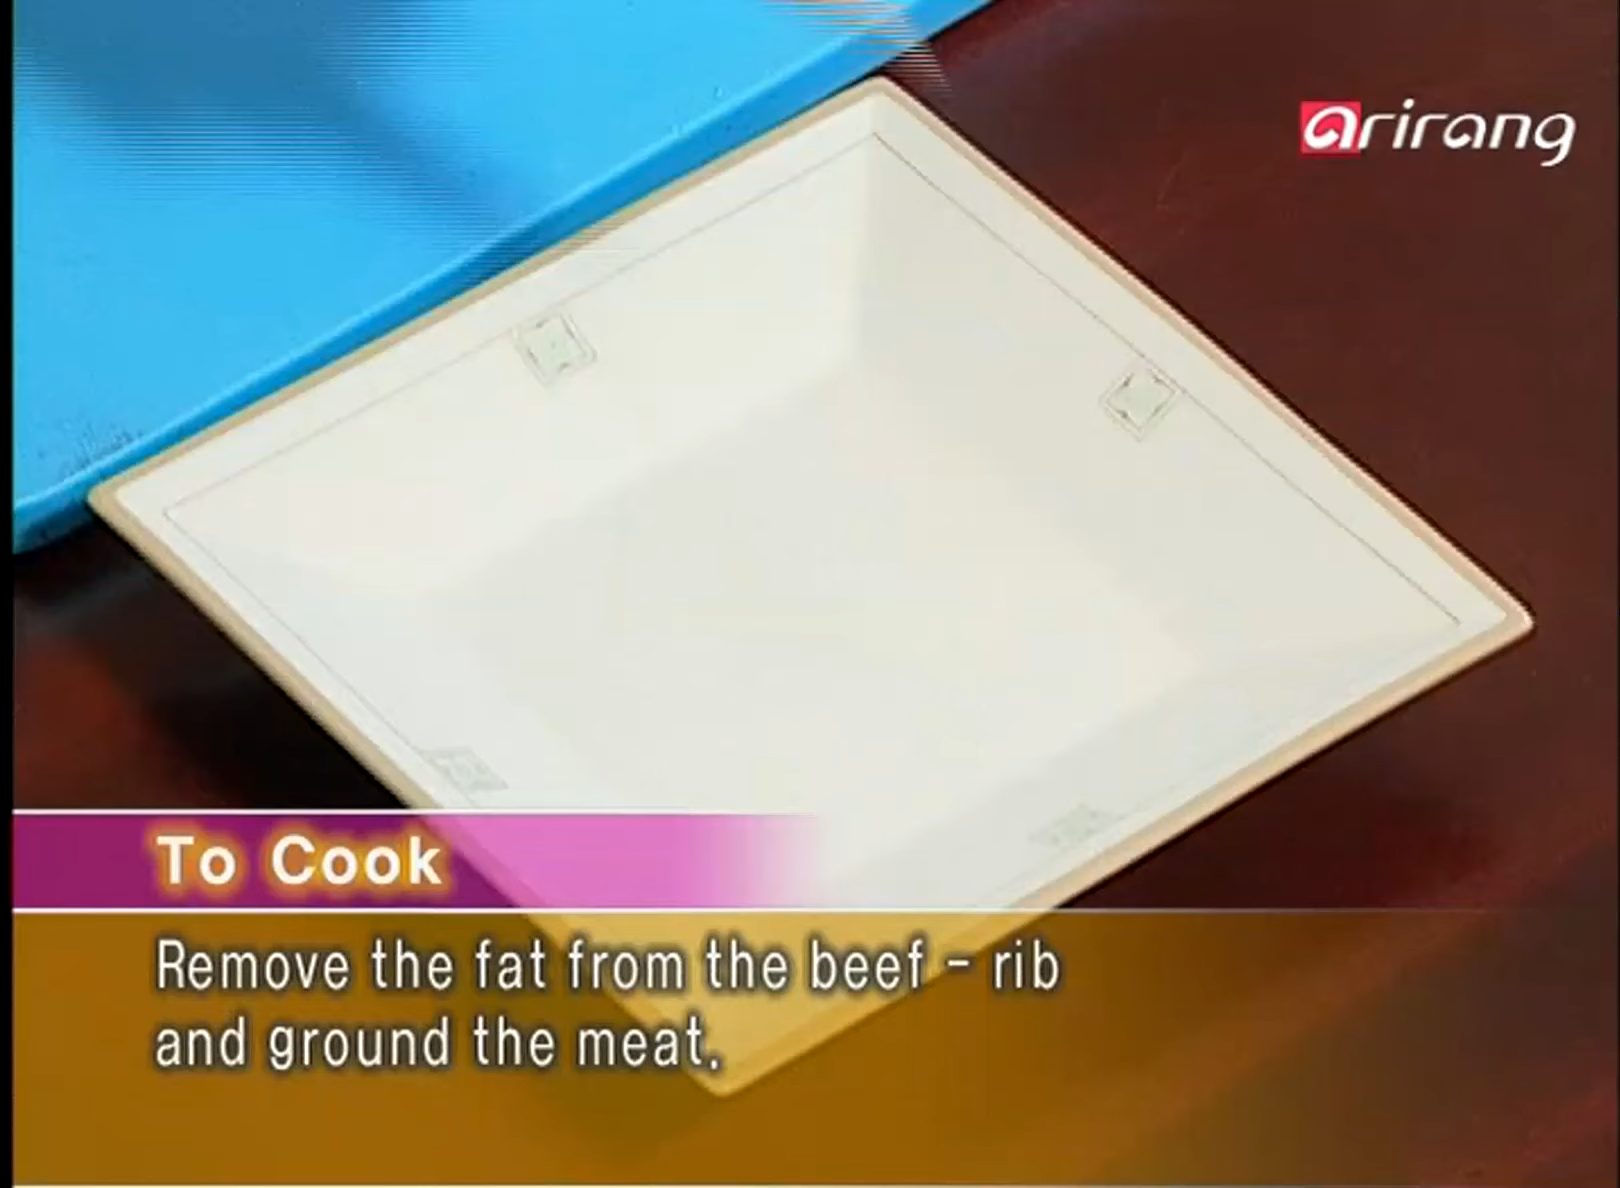 arirang
To Cook
Remove the fat from the beef - rib
and ground the meat.